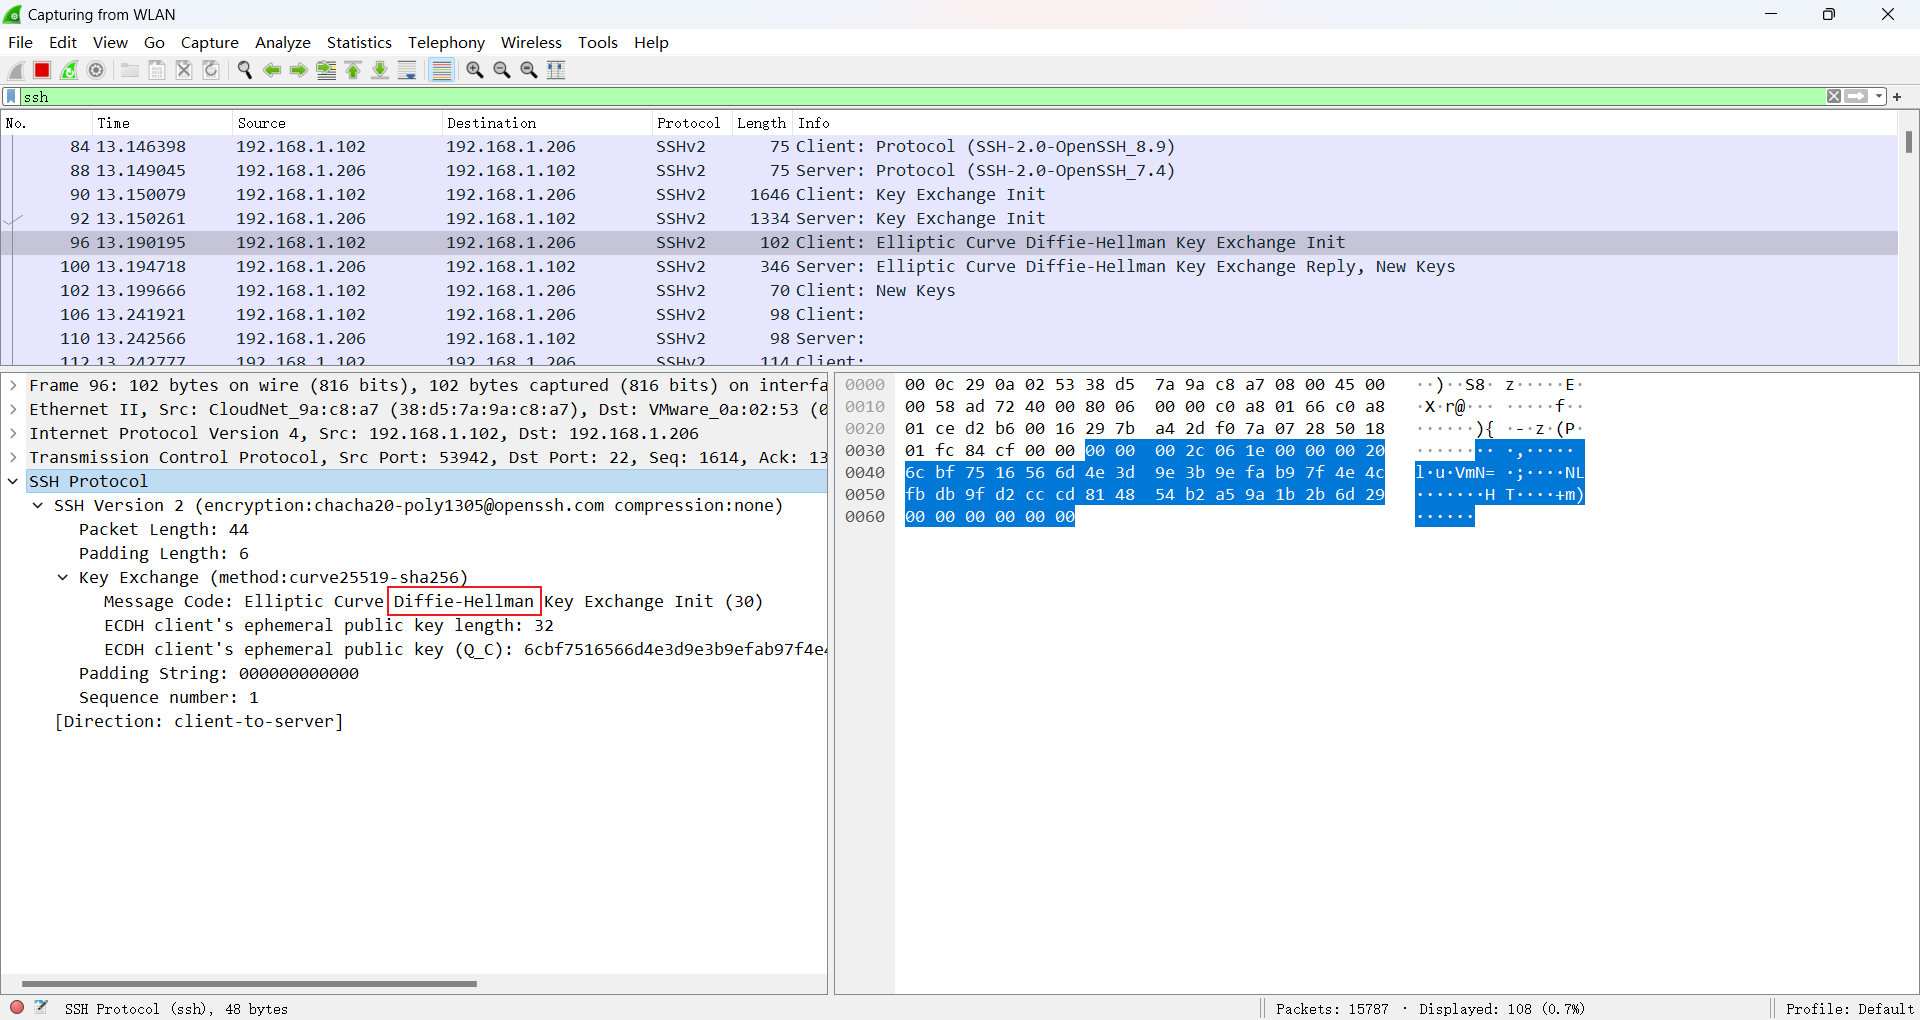 Capturing from WLAN
File Edit View Go Capture Analyze Statistics Telephony Wireless Tools Help
ssh
No. Time Source Destination Protocol Length Info
84 13.146398 192.168.1.102 192.168.1.206 SSHv2 75 Client: Protocol (SSH-2.0-OpenSSH_8.9)
88 13.149045 192.168.1.206 192.168.1.102 SSHv2 75 Server: Protocol (SSH-2.0-OpenSSH_7.4)
90 13.150079 192.168.1.102 192.168.1.206 SSHv2 1646 Client: Key Exchange Init
92 13.150261 192.168.1.206 192.168.1.102 SSHv2 1334 Server: Key Exchange Init
96 13.190195 192.168.1.102 192.168.1.206 SSHv2 102 Client: Elliptic Curve Diffie-Hellman Key Exchange Init
100 13.194718 192.168.1.206 192.168.1.102 SSHv2 346 Server: Elliptic Curve Diffie-Hellman Key Exchange Reply, New Keys
102 13.199666 192.168.1.102 192.168.1.206 SSHv2 70 Client: New Keys
106 13.241921 192.168.1.102 192.168.1.206 SSHv2 98 Client:
110 13.242566 192.168.1.206 192.168.1.102 SSHv2 98 Server:
112 13.242777 192.168.1.102 192.168.1.206 SSHv2 114 Client:
Frame 96: 102 bytes on wire (816 bits), 102 bytes captured (816 bits) on interfa
Ethernet II, Src: CloudNet_9a:c8:a7 (38:d5:7a:9a:c8:a7), Dst: VMware_0a:02:53 (0
Internet Protocol Version 4, Src: 192.168.1.102, Dst: 192.168.1.206
Transmission Control Protocol, Src Port: 53942, Dst Port: 22, Seq: 1614, Ack: 13
SSH Protocol
SSH Version 2 (encryption:chacha20-poly1305@openssh.com compression:none)
Packet Length: 44
Padding Length: 6
Key Exchange (method:curve25519-sha256)
Message Code: Elliptic Curve Diffie-Hellman Key Exchange Init (30)
ECDH client's ephemeral public key length: 32
ECDH client's ephemeral public key (Q_C): 6cbf7516566d4e3d9e3b9efab97f4e4
Padding String: 000000000000
Sequence number: 1
[Direction: client-to-server]
0000 00 0c 29 0a 02 53 38 d5 7a 9a c8 a7 08 00 45 00 ··)··S8· z·····E·
0010 00 58 ad 72 40 00 80 06 00 00 c0 a8 01 66 c0 a8 ·X·r@··· ·····f··
0020 01 ce d2 b6 00 16 29 7b a4 2d f0 7a 07 28 50 18 ······){ ·-·z·(P·
0030 01 fc 84 cf 00 00 00 00 00 2c 06 1e 00 00 00 20 ········ ·,·····
0040 6c bf 75 16 56 6d 4e 3d 9e 3b 9e fa b9 7f 4e 4c l·u·VmN= ·;····NL
0050 fb db 9f d2 cc cd 81 48 54 b2 a5 9a 1b 2b 6d 29 ·······H T····+m)
0060 00 00 00 00 00 00 ······
SSH Protocol (ssh), 48 bytes
Packets: 15787 · Displayed: 108 (0.7%)
Profile: Default